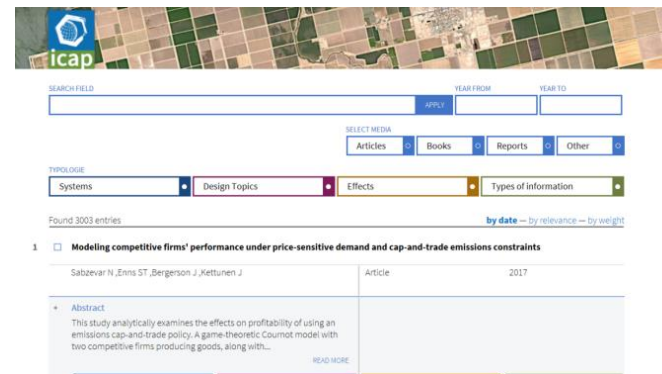 icap
SEARCH FIELD
YEAR FROM
YEAR TO
APPLY
SELECT MEDIA
Articles
Books
Reports
Other
TYPOLOGIE
Systems
Design Topics
Effects
Types of information
Found 3003 entries
by date — by relevance — by weight
1
Modeling competitive firms' performance under price-sensitive demand and cap-and-trade emissions constraints
Sabzevar N ,Enns ST ,Bergerson J ,Kettunen J
Article
2017
+ Abstract
This study analytically examines the effects on profitability of using an
emissions cap-and-trade policy. A game-theoretic Cournot model with
two competitive firms producing goods, along with...
READ MORE